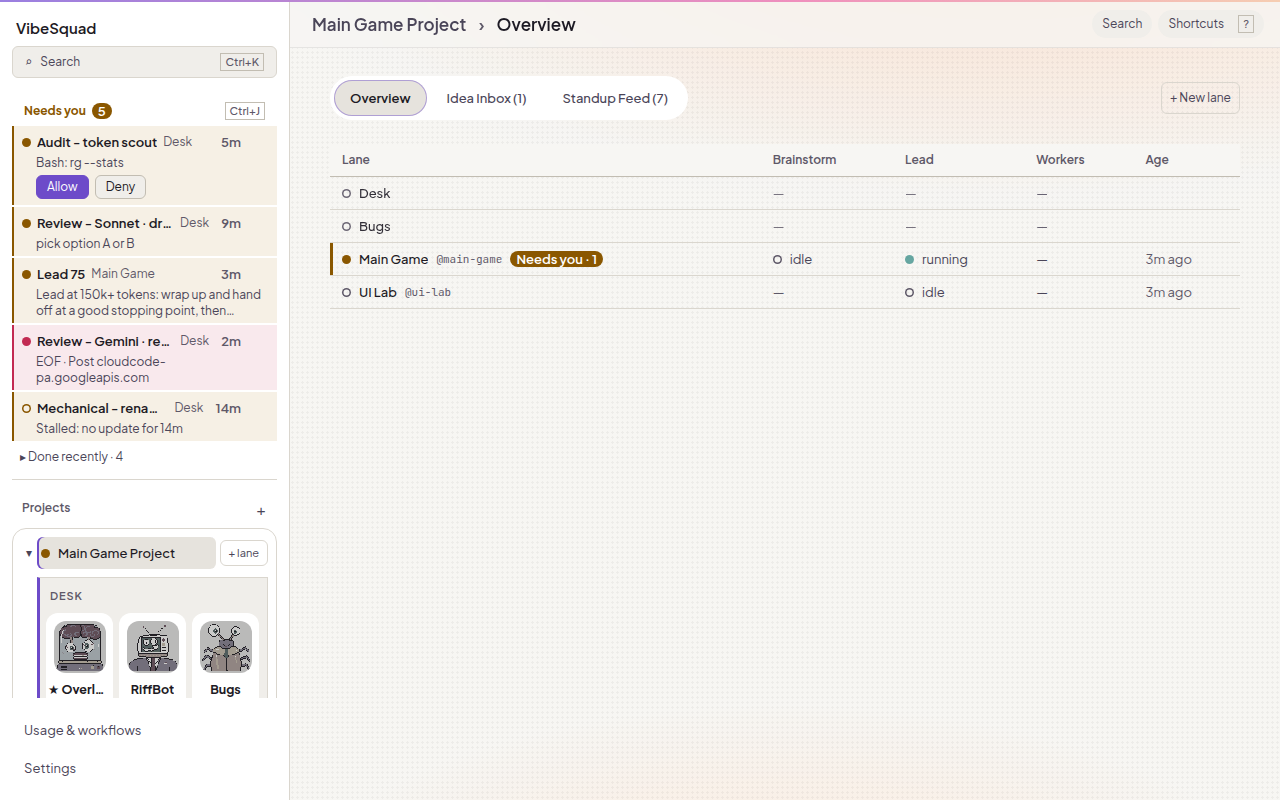 VibeSquad
Search Ctrl+K
Needs you 5 Ctrl+J
Audit – token scout Desk 5m
Bash: rg --stats
Allow Deny
Review – Sonnet · dr… Desk 9m
pick option A or B
Lead 75 Main Game 3m
Lead at 150k+ tokens: wrap up and hand
off at a good stopping point, then…
Review – Gemini · re… Desk 2m
EOF · Post cloudcode-
pa.googleapis.com
Mechanical – rena… Desk 14m
Stalled: no update for 14m
▸ Done recently · 4
Projects +
▾ Main Game Project + lane
DESK
★ Overl… RiffBot Bugs
Usage & workflows
Settings
Main Game Project › Overview Search Shortcuts ?
Overview Idea Inbox (1) Standup Feed (7) + New lane
Lane Brainstorm Lead Workers Age
Desk — — —
Bugs — — —
Main Game @main-game Needs you · 1 idle running — 3m ago
UI Lab @ui-lab — idle — 3m ago